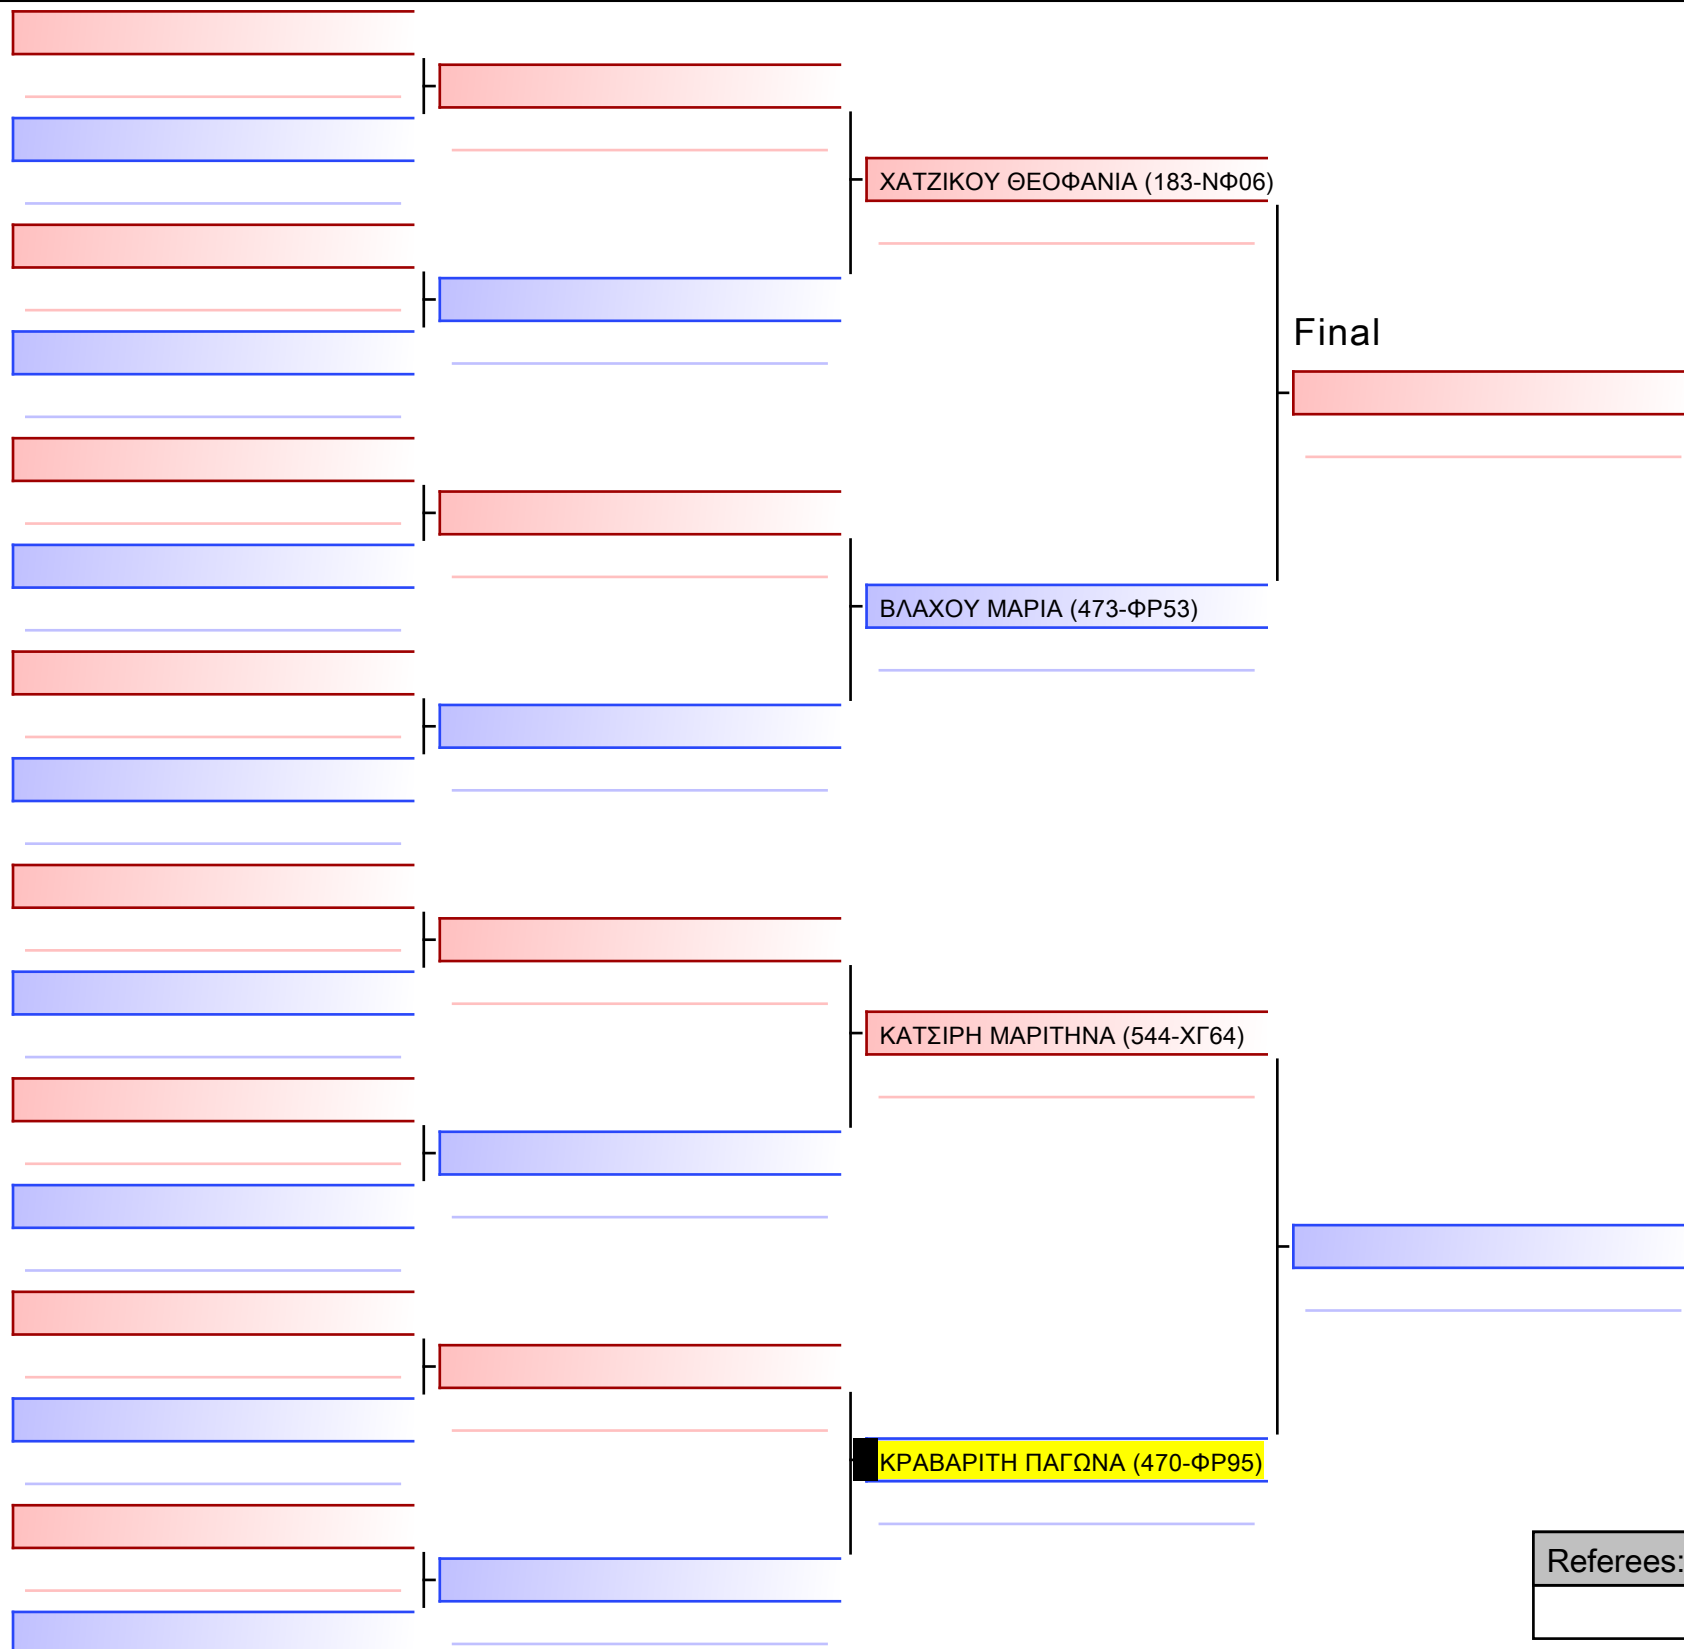 ΧΑΤΖΙΚΟΥ ΘΕΟΦΑΝΙΑ (183-ΝΦ06)
Final
ΒΛΑΧΟΥ ΜΑΡΙΑ (473-ΦΡ53)
ΚΑΤΣΙΡΗ ΜΑΡΙΤΗΝΑ (544-ΧΓ64)
ΚΡΑΒΑΡΙΤΗ ΠΑΓΩΝΑ (470-ΦΡ95)
Referees: